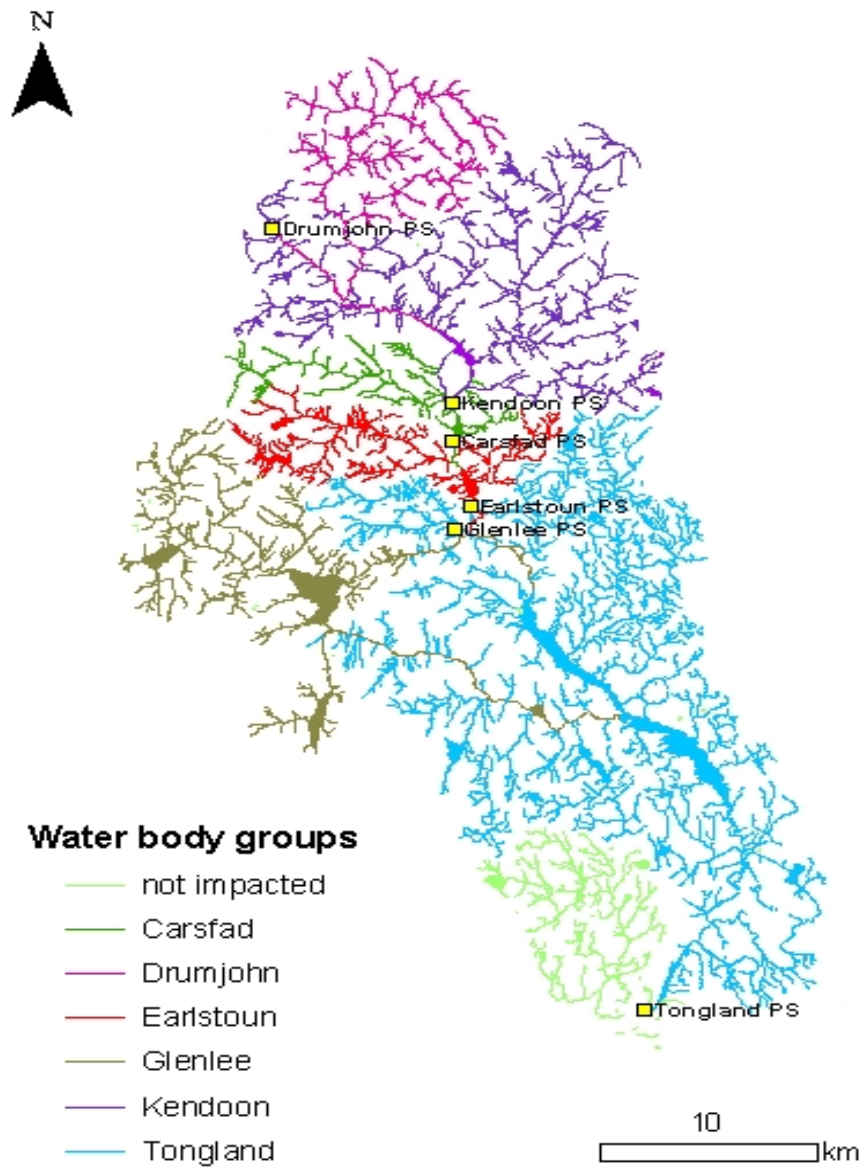 N
Drumjohn PS
Kendoon PS
Carsfad PS
Earlstoun PS
Glenlee PS
Water body groups
not impacted
Carsfad
Drumjohn
Earlstoun
Glenlee
Kendoon
Tongland
Tongland PS
10
km